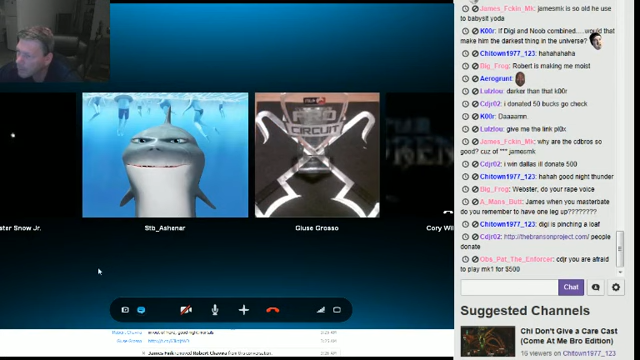 James_Fckin_Mk: jamesmk is so old he use
to babysit yoda
K00r: If Digi and Noob combined.....would that
make him the darkest thing in the universe?
Chitown1977_123: hahahahaha
Big_Frog: Robert is making me moist
Aerogrunt:
Lulzlou: darker than that k00r
Cdjr02: i donated 50 bucks go check
K00r: Daaaamn.
Lulzlou: give me the link pl0x
James_Fckin_Mk: why are the cdbros so
good? cuz of *** jamesmk
Cdjr02: i win dallas ill donate 500
Chitown1977_123: hahah good night thunder
Big_Frog: Webster, do your rape voice
A_Mans_Butt: James when you masterbate
do you remember to have one leg up????????
Chitown1977_123: digi is pinching a loaf
Cdjr02: http://thebransonproject.com/ people
donate
Obs_Pat_The_Enforcer: cdjr you are afraid
to play mk1 for $500
Chat
Suggested Channels
Chi Don't Give a Care Cast
(Come At Me Bro Edition)
16 viewers on Chitown1977_123
PRO
CIRCUIT
ster Snow Jr.
Stb_Ashenar
Giuse Grosso
Cory Wil